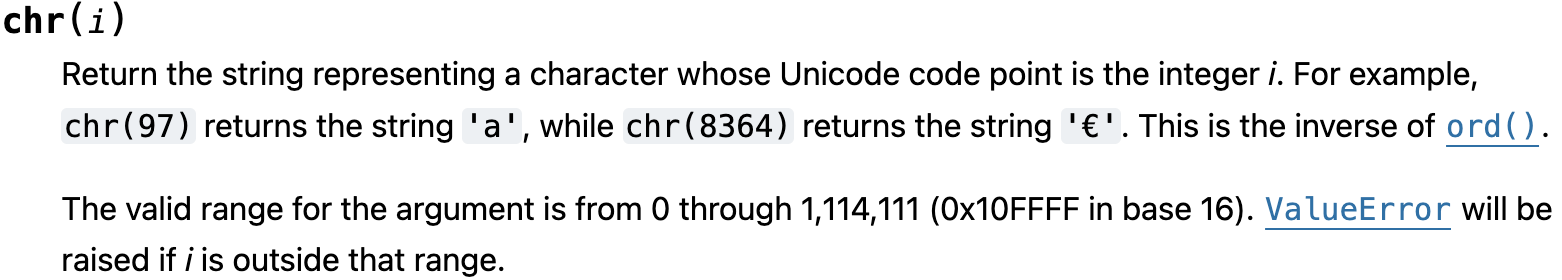 chr(i)
Return the string representing a character whose Unicode code point is the integer i. For example,
chr(97) returns the string 'a', while chr(8364) returns the string '€'. This is the inverse of ord().
The valid range for the argument is from 0 through 1,114,111 (0x10FFFF in base 16). ValueError will be
raised if i is outside that range.